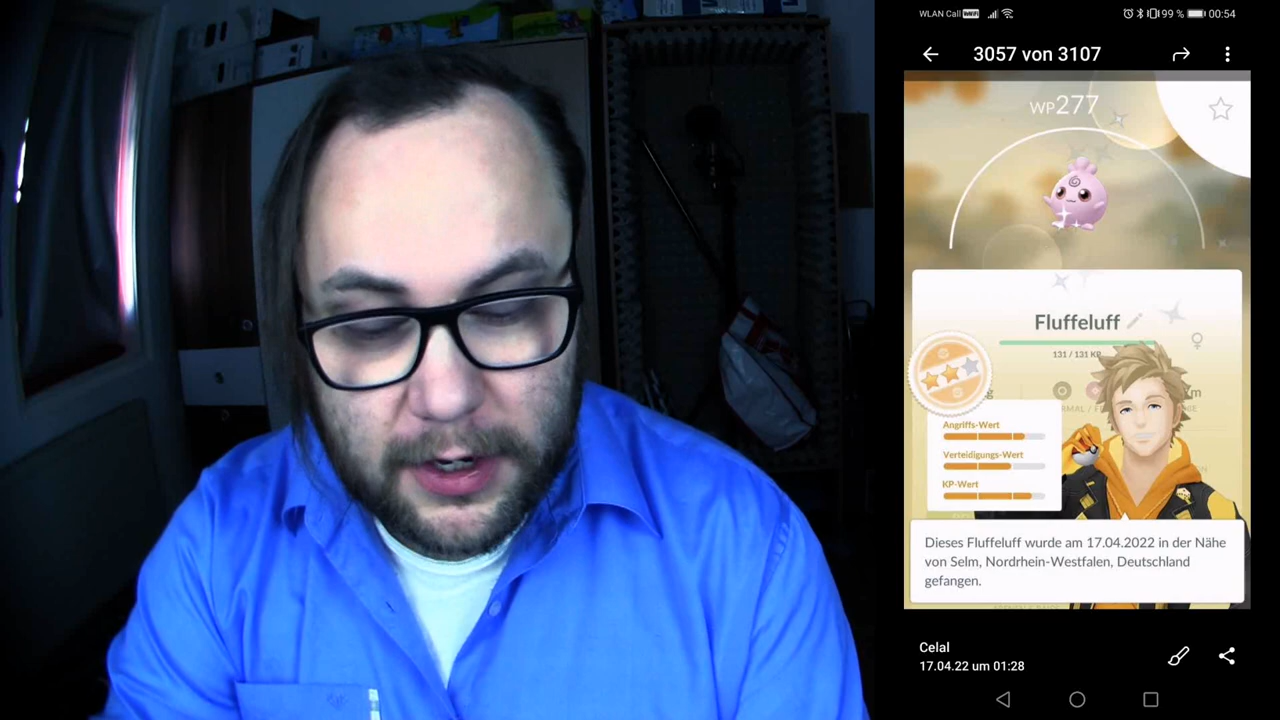 WLAN Call VoWiFi 99 % 00:54
3057 von 3107
WP277
Fluffeluff
131 / 131 KP
Angriffs-Wert
Verteidigungs-Wert
KP-Wert
Dieses Fluffeluff wurde am 17.04.2022 in der Nähe
von Selm, Nordrhein-Westfalen, Deutschland
gefangen.
Celal
17.04.22 um 01:28